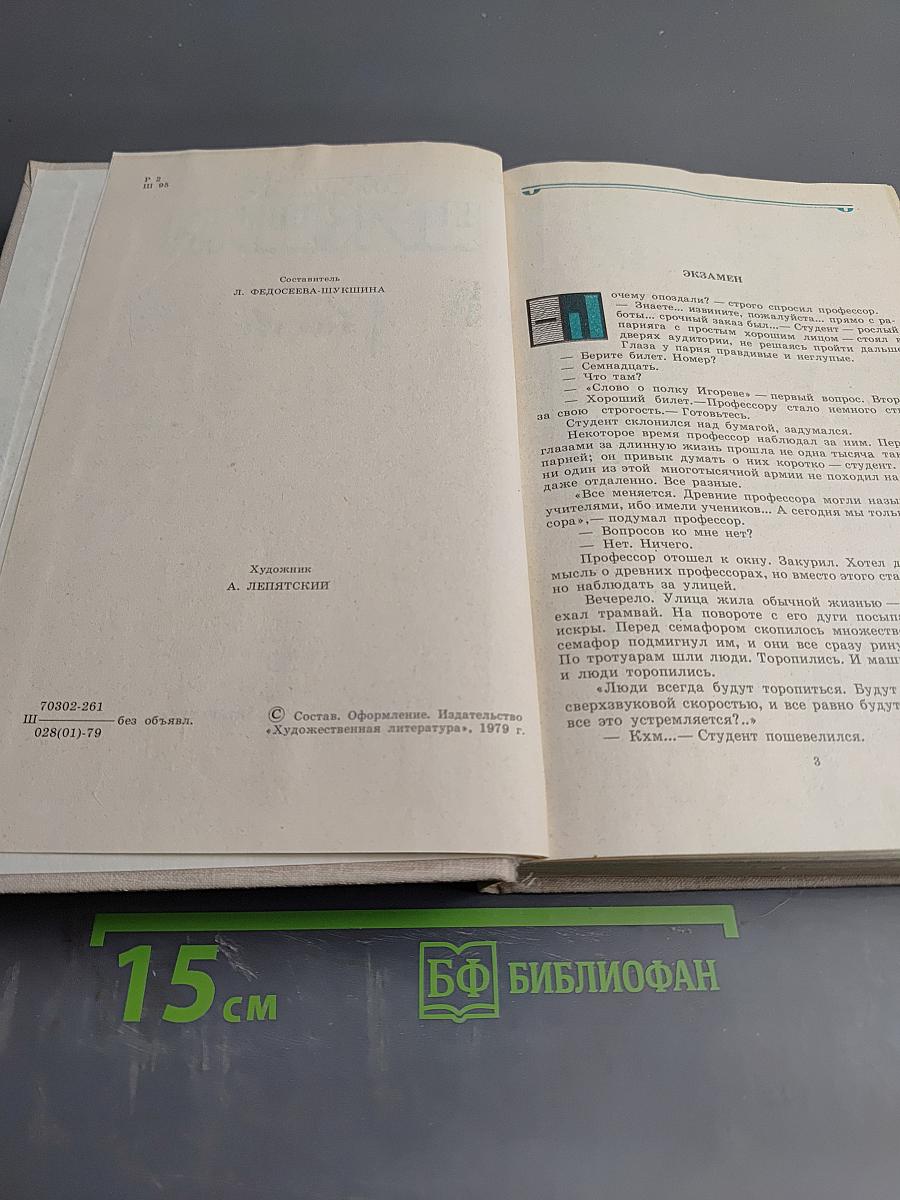 Р 2
Ш 95
Составитель
Л. ФЕДОСЕЕВА-ШУКШИНА
Художник
А. ЛЕПЯТСКИЙ
70302-261
Ш без объявл.
028(01)-79
© Состав. Оформление. Издательство
«Художественная литература», 1979 г.
ЭКЗАМЕН
Почему опоздали? — строго спросил профессор.
— Знаете... извините, пожалуйста... прямо с ра-
боты... срочный заказ был...— Студент — рослый
парняга с простым хорошим лицом — стоял в
дверях аудитории, не решаясь пройти дальше.
Глаза у парня правдивые и неглупые.
— Берите билет. Номер?
— Семнадцать.
— Что там?
— «Слово о полку Игореве» — первый вопрос. Втор
— Хороший билет.— Профессору стало немного ст
за свою строгость.— Готовьтесь.
Студент склонился над бумагой, задумался.
Некоторое время профессор наблюдал за ним. Пер
глазами за длинную жизнь прошла не одна тысяча так
парней; он привык думать о них коротко — студент.
ни один из этой многотысячной армии не походил на
даже отдаленно. Все разные.
«Все меняется. Древние профессора могли назы
учителями, ибо имели учеников... А сегодня мы толь
сора»,— подумал профессор.
— Вопросов ко мне нет?
— Нет. Ничего.
Профессор отошел к окну. Закурил. Хотел д
мысль о древних профессорах, но вместо этого ста
но наблюдать за улицей.
Вечерело. Улица жила обычной жизнью —
ехал трамвай. На повороте с его дуги посыпа
искры. Перед семафором скопилось множеств
семафор подмигнул им, и они все сразу рину
По тротуарам шли люди. Торопились. И маш
и люди торопились.
«Люди всегда будут торопиться. Будут
сверхзвуковой скоростью, и все равно будут
все это устремляется?..»
— Кхм...— Студент пошевелился.
3
15 см
БФ БИБЛИОФАН